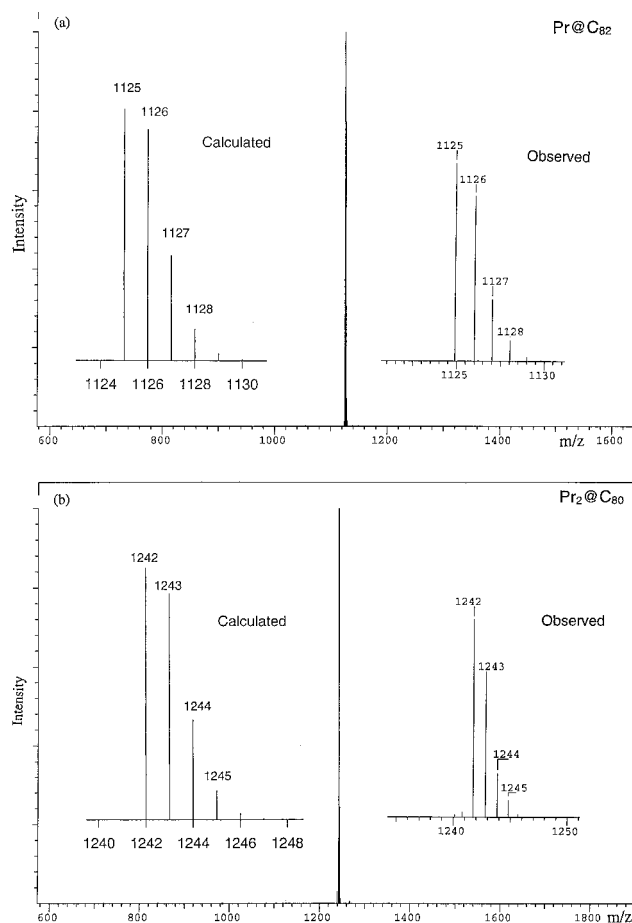 (a)
Pr@C82
1125
1126
Calculated
1127
1128
1124 1126 1128 1130
Observed
1125
1126
1127
1128
1125 1130
Intensity
600 800 1000 1200 1400 1600
m/z
(b)
Pr2@C80
1242
1243
Calculated
1244
1245
1240 1242 1244 1246 1248
Observed
1242
1243
1244
1245
1240 1250
Intensity
600 800 1000 1200 1400 1600
m/z